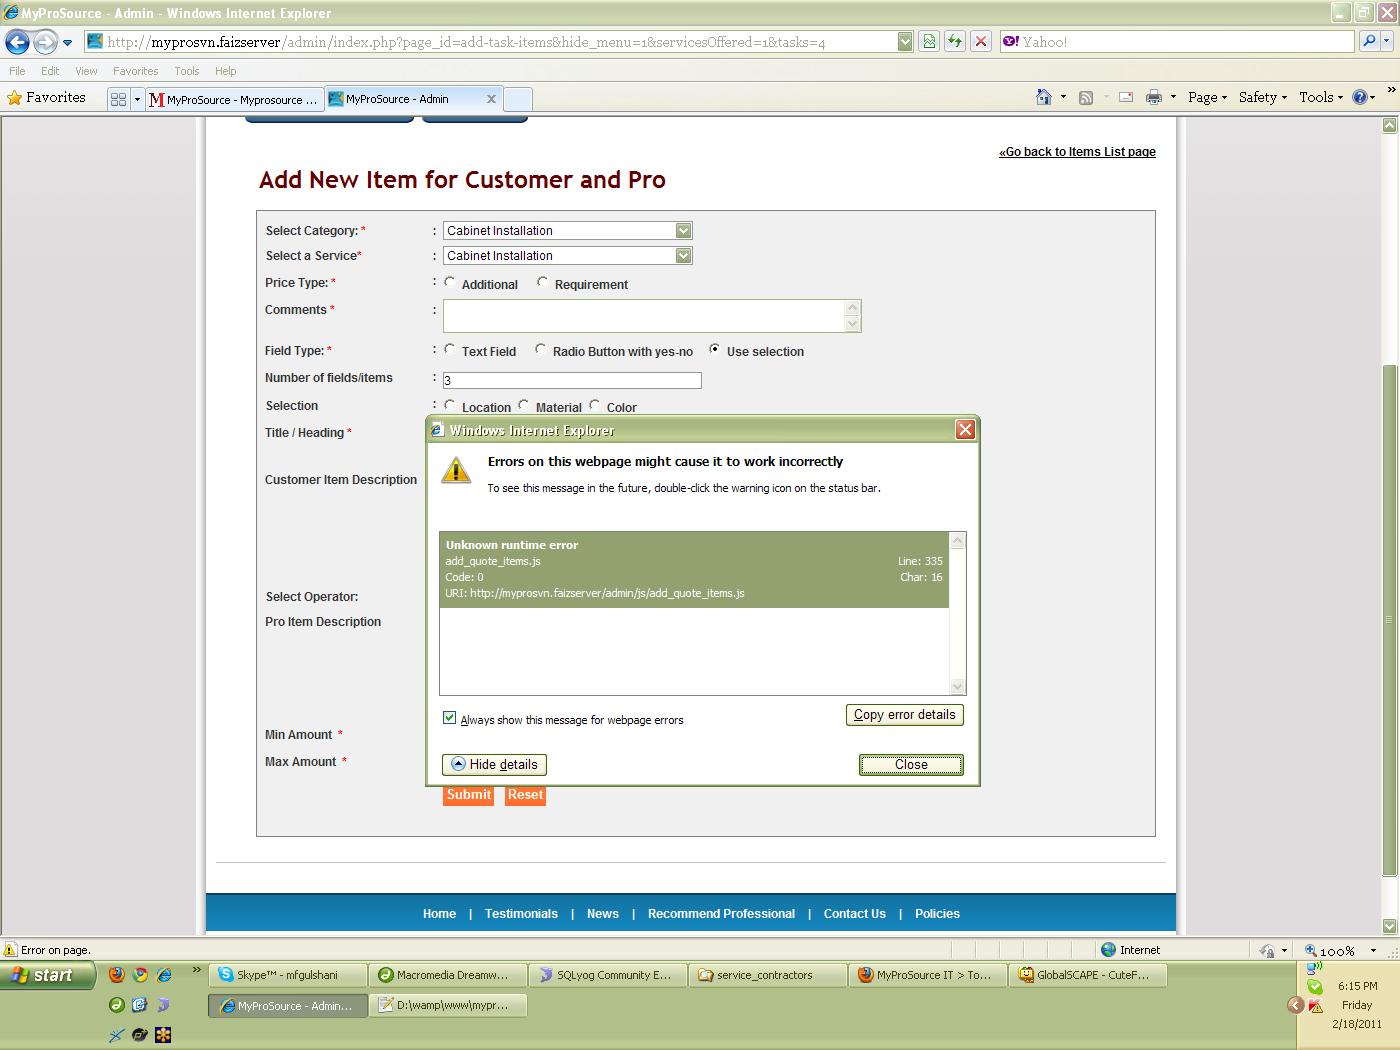 MyProSource - Admin - Windows Internet Explorer
http://myprosvn.faizserver/admin/index.php?page_id=add-task-items&hide_menu=1&servicesOffered=1&tasks=4
Yahoo!
File Edit View Favorites Tools Help
Favorites MyProSource - Myprosource ... MyProSource - Admin X Page Safety Tools
«Go back to Items List page
Add New Item for Customer and Pro
Select Category: * : Cabinet Installation
Select a Service* : Cabinet Installation
Price Type: * : Additional Requirement
Comments * :
Field Type: * : Text Field Radio Button with yes-no Use selection
Number of fields/items : 3
Selection : Location Material Color
Title / Heading *
Customer Item Description
Select Operator:
Pro Item Description
Min Amount *
Max Amount *
Windows Internet Explorer
Errors on this webpage might cause it to work incorrectly
To see this message in the future, double-click the warning icon on the status bar.
Unknown runtime error
add_quote_items.js Line: 335
Code: 0 Char: 16
URI: http://myprosvn.faizserver/admin/js/add_quote_items.js
Always show this message for webpage errors
Copy error details
Hide details Close
Submit Reset
Home | Testimonials | News | Recommend Professional | Contact Us | Policies
Error on page. Internet 100%
start Skype™ - mfgulshani Macromedia Dreamw... SQLyog Community E... service_contractors MyProSource IT > To... GlobalSCAPE - CuteF...
MyProSource - Admin... D:\wamp\www\mypr...
6:15 PM
Friday
2/18/2011